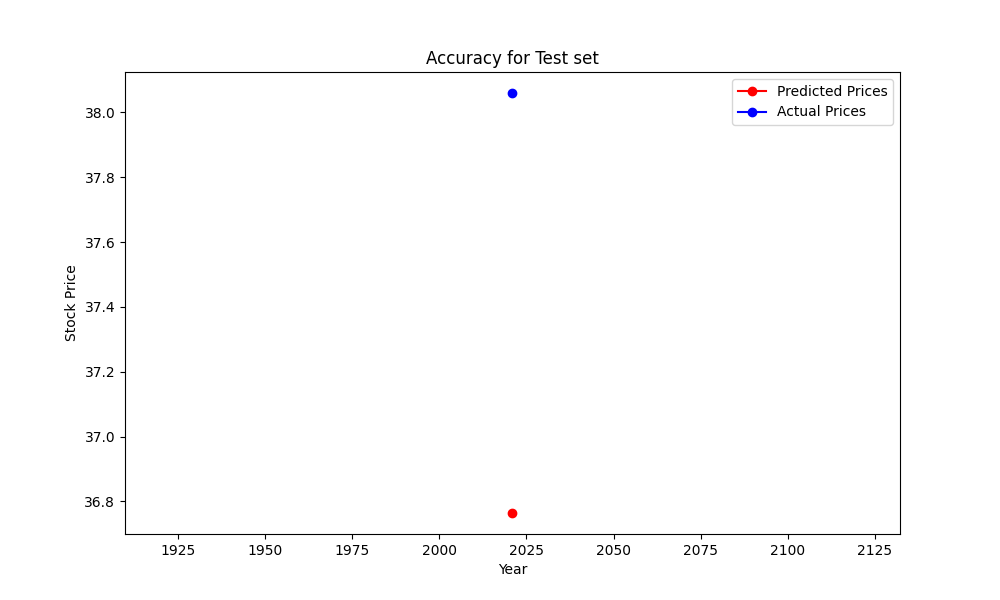 Accuracy for Test set
Predicted Prices
Actual Prices
38.0
37.8
37.6
37.4
37.2
37.0
36.8
Stock Price
1925 1950 1975 2000 2025 2050 2075 2100 2125
Year